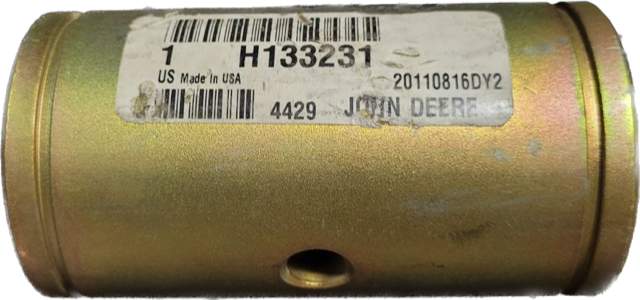 1 H133231
US Made In USA 20110816DY2
4429 JOHN DEERE